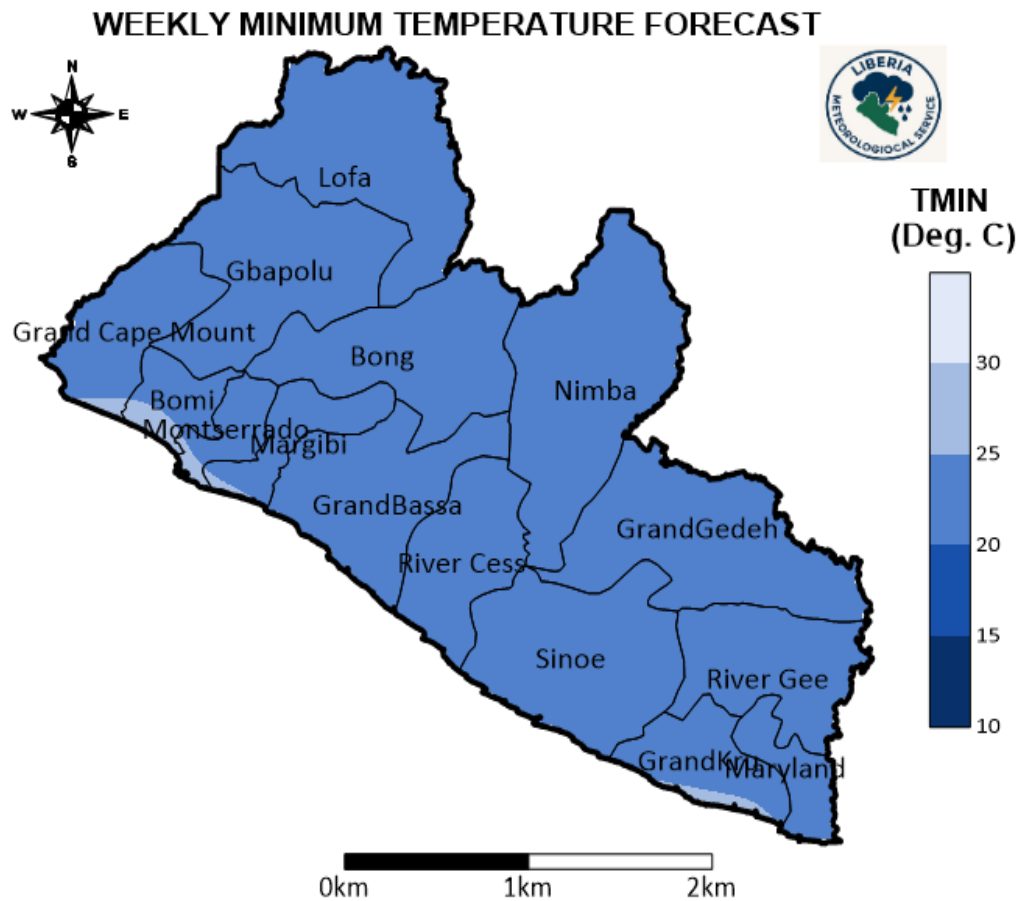 WEEKLY MINIMUM TEMPERATURE FORECAST
N
W
E
S
LIBERIA
METEOROLOGIOCAL SERVICE
TMIN
(Deg. C)
30
25
20
15
10
Lofa
Gbapolu
Grand Cape Mount
Bong
Nimba
Bomi
Montserrado
Margibi
GrandBassa
GrandGedeh
River Cess
Sinoe
River Gee
GrandKru
Maryland
0km
1km
2km